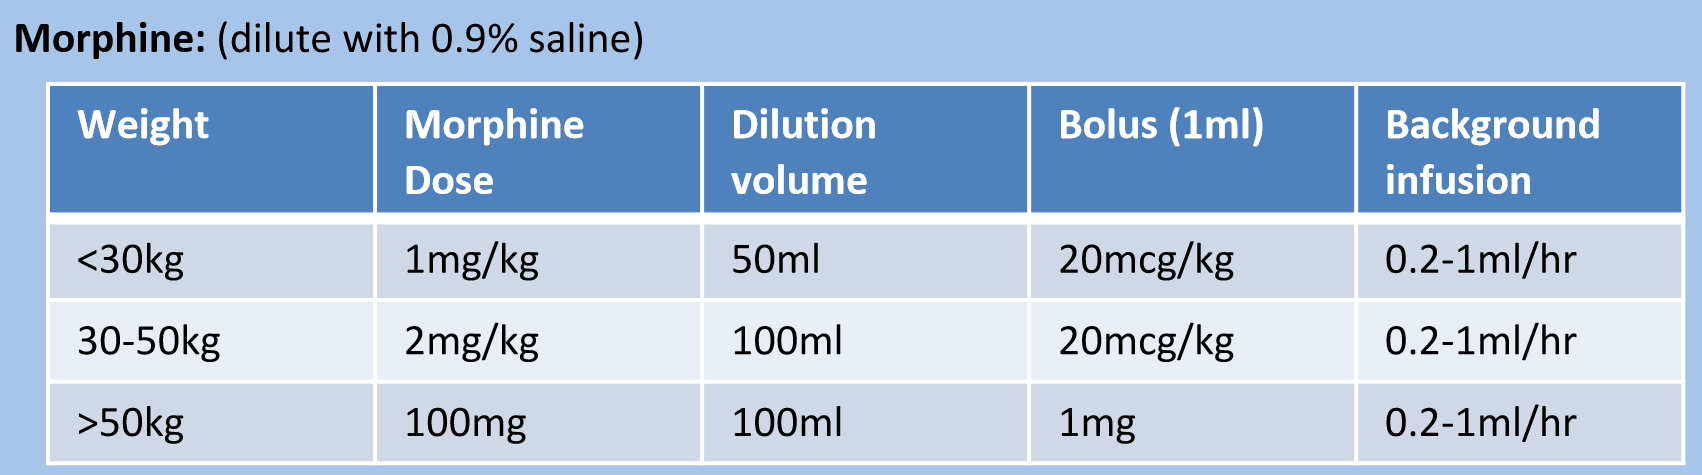 Morphine: (dilute with 0.9% saline)
Weight Morphine Dose Dilution volume Bolus (1ml) Background infusion
<30kg 1mg/kg 50ml 20mcg/kg 0.2-1ml/hr
30-50kg 2mg/kg 100ml 20mcg/kg 0.2-1ml/hr
>50kg 100mg 100ml 1mg 0.2-1ml/hr